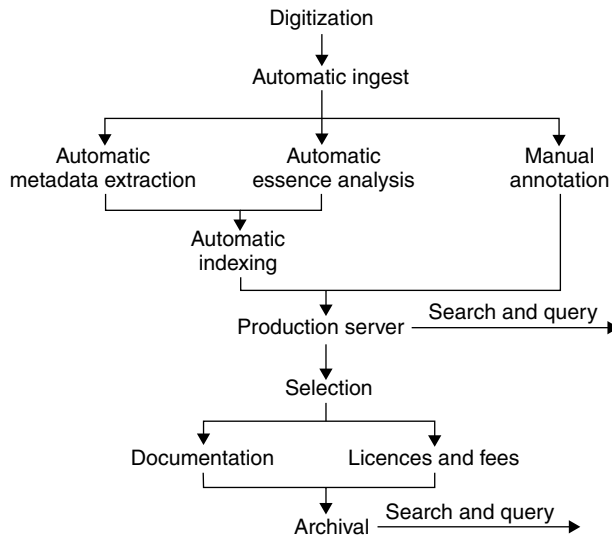 Digitization
Automatic ingest
Automatic
metadata extraction
Automatic
essence analysis
Manual
annotation
Automatic
indexing
Production server
Search and query
Selection
Documentation
Licences and fees
Archival
Search and query